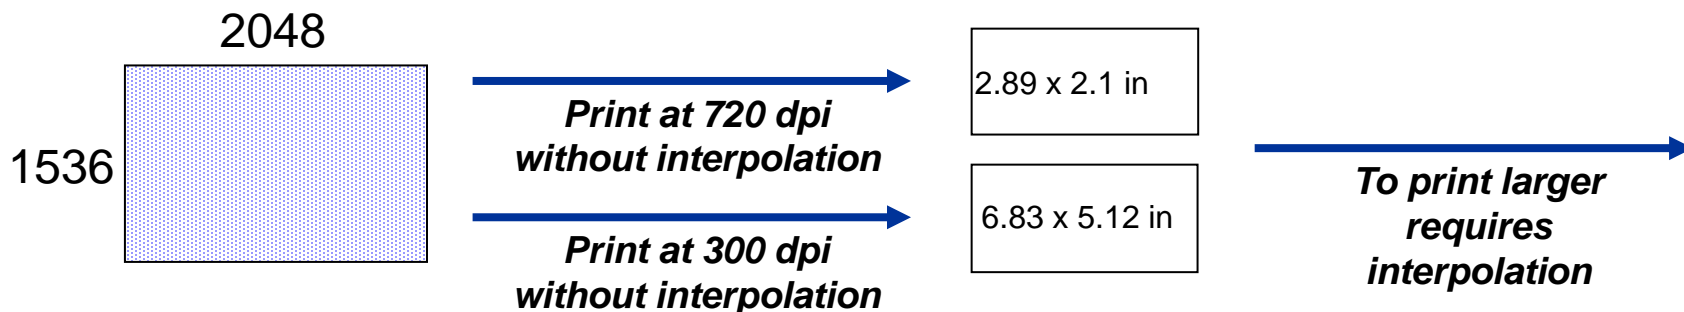 2048
1536
Print at 720 dpi
without interpolation
2.89 x 2.1 in
Print at 300 dpi
without interpolation
6.83 x 5.12 in
To print larger
requires
interpolation